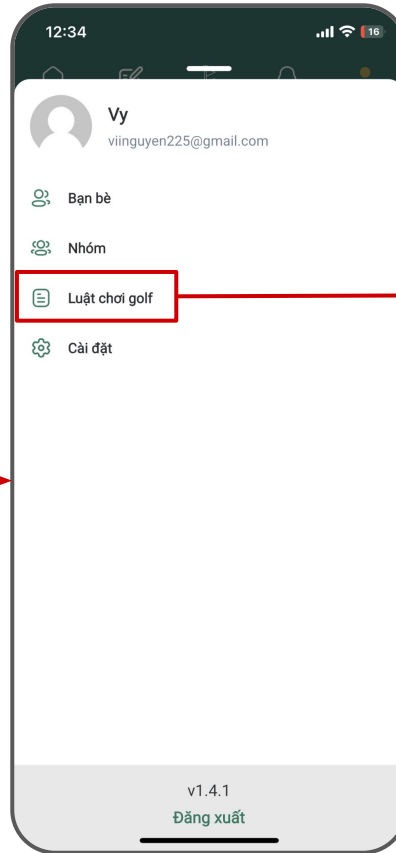 12:34
16
Vy
viinguyen225@gmail.com
Bạn bè
Nhóm
Luật chơi golf
Cài đặt
v1.4.1
Đăng xuất